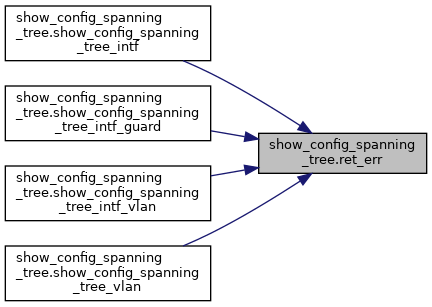 show_config_spanning
_tree.show_config_spanning
_tree_intf
show_config_spanning
_tree.show_config_spanning
_tree_intf_guard
show_config_spanning
_tree.ret_err
show_config_spanning
_tree.show_config_spanning
_tree_intf_vlan
show_config_spanning
_tree.show_config_spanning
_tree_vlan